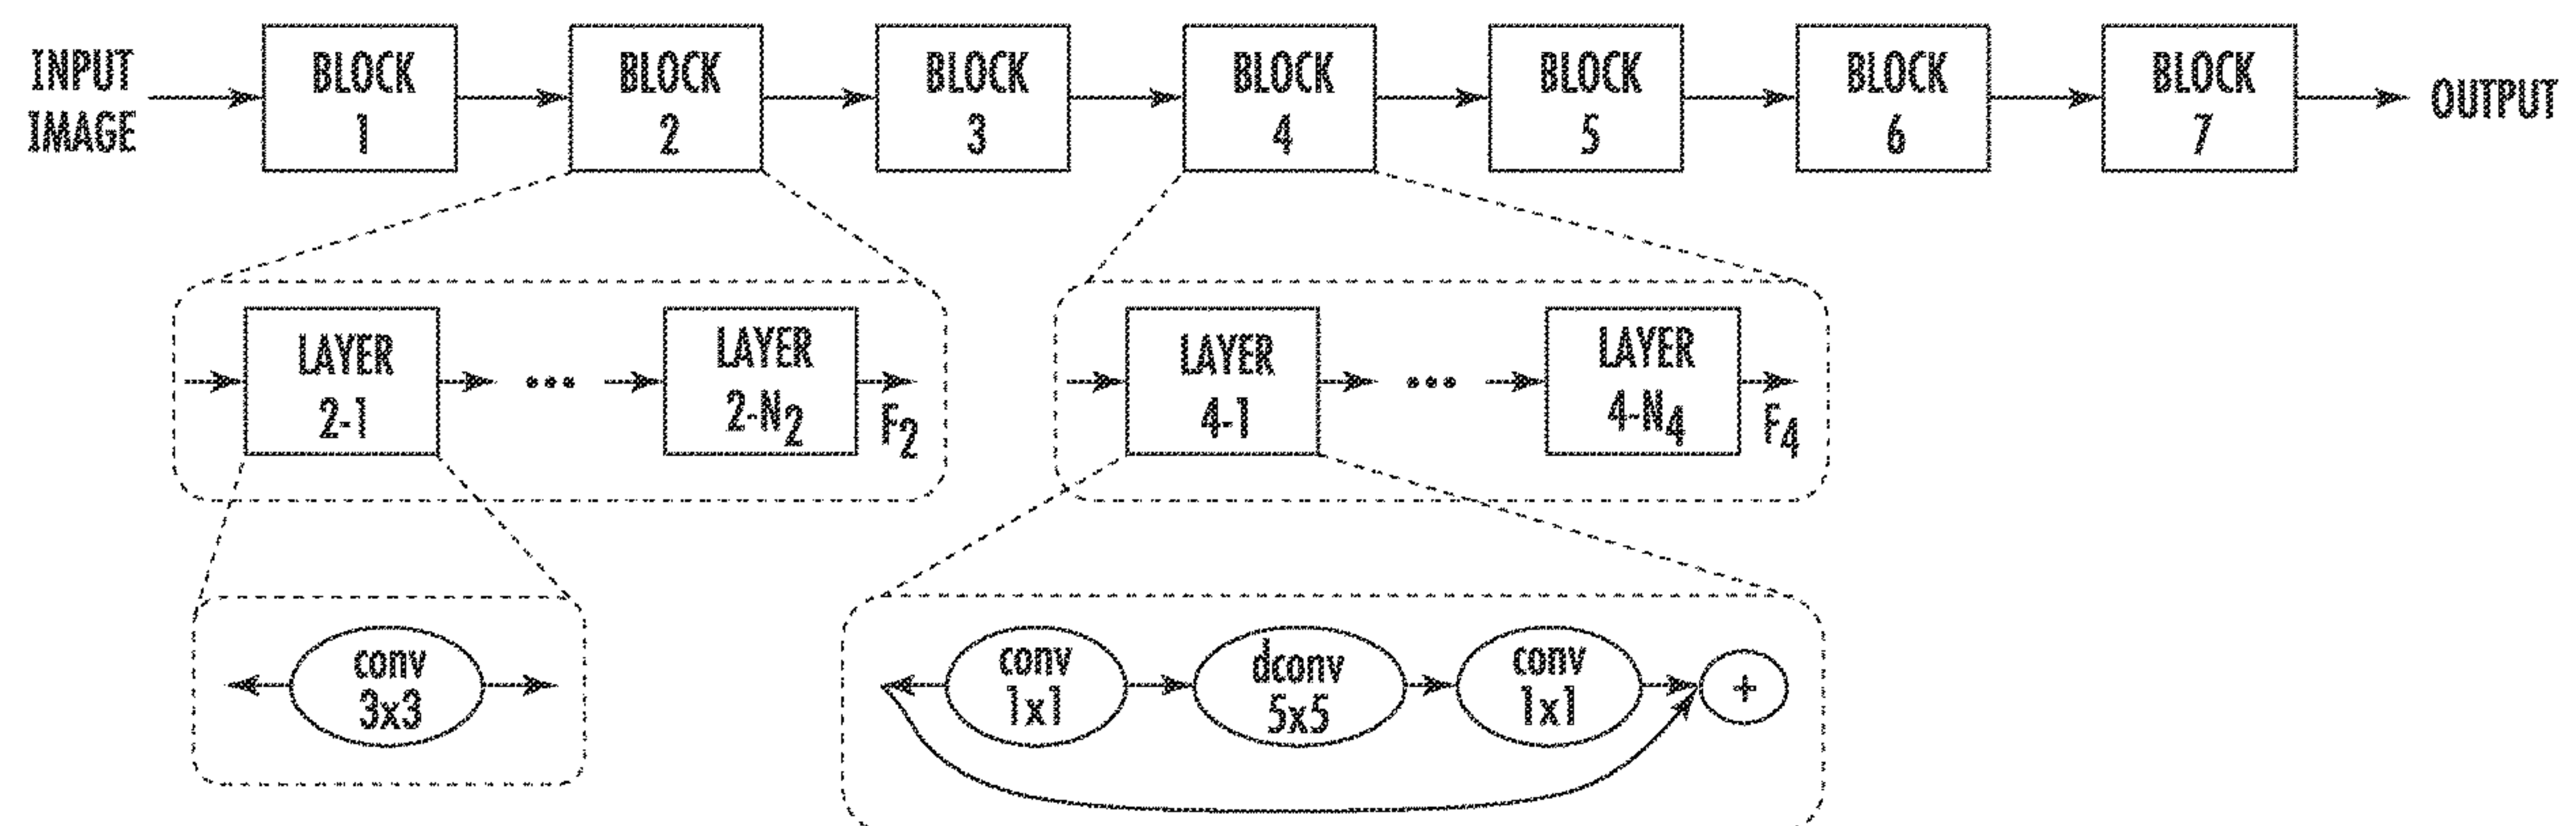 INPUT
IMAGE
BLOCK
1
BLOCK
2
BLOCK
3
BLOCK
4
BLOCK
5
BLOCK
6
BLOCK
7
OUTPUT
LAYER
2-1
...
LAYER
2-N2
F2
LAYER
4-1
...
LAYER
4-N4
F4
conv
3x3
conv
1x1
dconv
5x5
conv
1x1
+